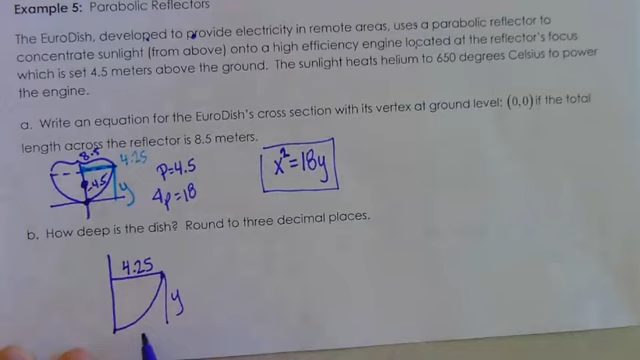 Example 5: Parabolic Reflectors
The EuroDish, developed to provide electricity in remote areas, uses a parabolic reflector to
concentrate sunlight (from above) onto a high efficiency engine located at the reflector's focus
which is set 4.5 meters above the ground. The sunlight heats helium to 650 degrees Celsius to power
the engine.
a. Write an equation for the EuroDish's cross section with its vertex at ground level: (0,0) if the total
length across the reflector is 8.5 meters.
8.5
4.25
4.5
y
p=4.5
4p=18
x²=18y
b. How deep is the dish? Round to three decimal places.
4.25
y